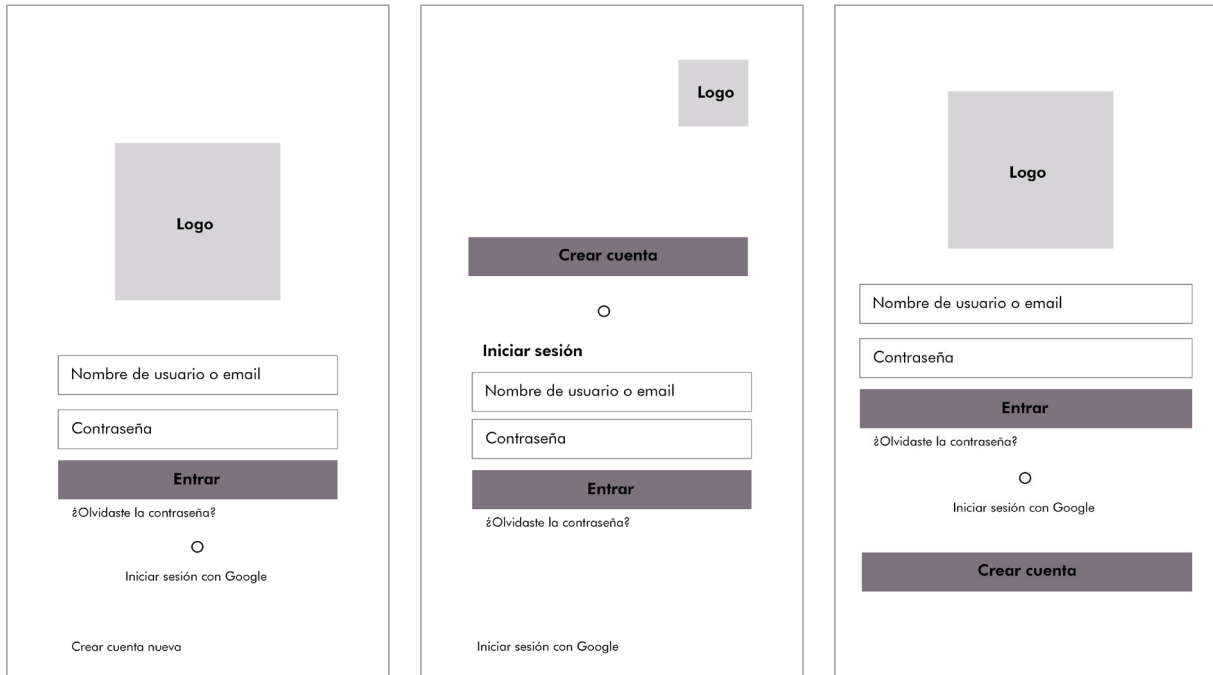 Logo
Nombre de usuario o email
Contraseña
Entrar
¿Olvidaste la contraseña?
O
Iniciar sesión con Google
Crear cuenta nueva
Logo
Crear cuenta
O
Iniciar sesión
Nombre de usuario o email
Contraseña
Entrar
¿Olvidaste la contraseña?
Iniciar sesión con Google
Logo
Nombre de usuario o email
Contraseña
Entrar
¿Olvidaste la contraseña?
O
Iniciar sesión con Google
Crear cuenta